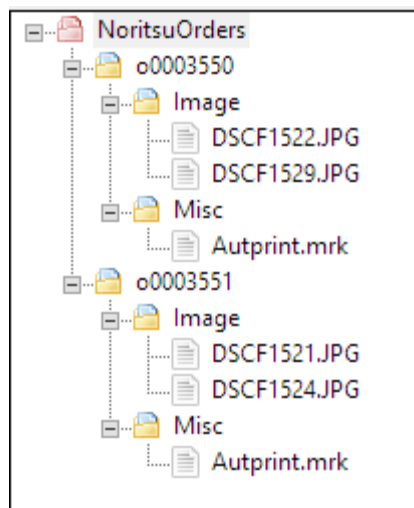 NoritsuOrders
o0003550
Image
DSCF1522.JPG
DSCF1529.JPG
Misc
Autprint.mrk
o0003551
Image
DSCF1521.JPG
DSCF1524.JPG
Misc
Autprint.mrk